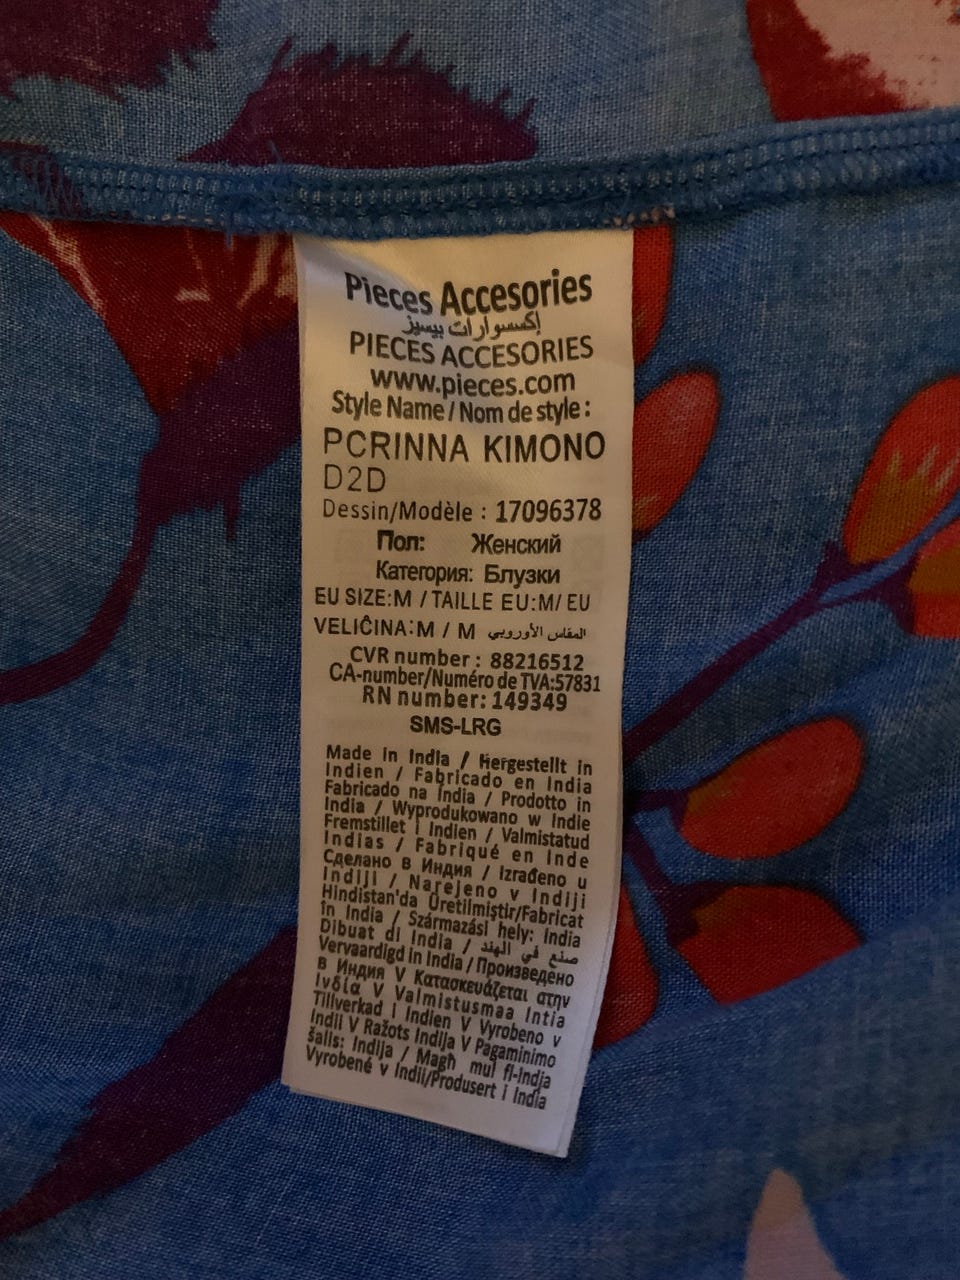 Pieces Accesories
إكسسوارات بيسيز
PIECES ACCESORIES
www.pieces.com
Style Name / Nom de style :
PCRINNA KIMONO
D2D
Dessin/Modèle : 17096378
Пол: Женский
Категория: Блузки
EU SIZE:M / TAILLE EU:M/ EU
VELIĈINA:M / M المقاس الأوروبي
CVR number : 88216512
CA-number/Numéro de TVA:57831
RN number: 149349
SMS-LRG
Made in India / Hergestellt in
Indien / Fabricado en India
Fabricado na Índia / Prodotto in
India / Wyprodukowano w Indie
Fremstillet i Indien / Valmistatud
Indias / Fabriqué en Inde
Сделано в Индия / Izrađeno u
Indiji / Narejeno v Indiji
Hindistan'da Üretilmiştir/Fabricat
în India / Származási hely: India
Dibuat di India / صنع في الهند
Vervaardigd in India / Произведено
в Индия V Κατασκευάζεται στην
Ινδία V Valmistusmaa Intia
Tillverkad i Indien V Vyrobeno v
Indii V Ražots Indija V Pagaminimo
šalis: Indija / Magħ mul fl-Indja
Vyrobené v Indii/Produsert i India